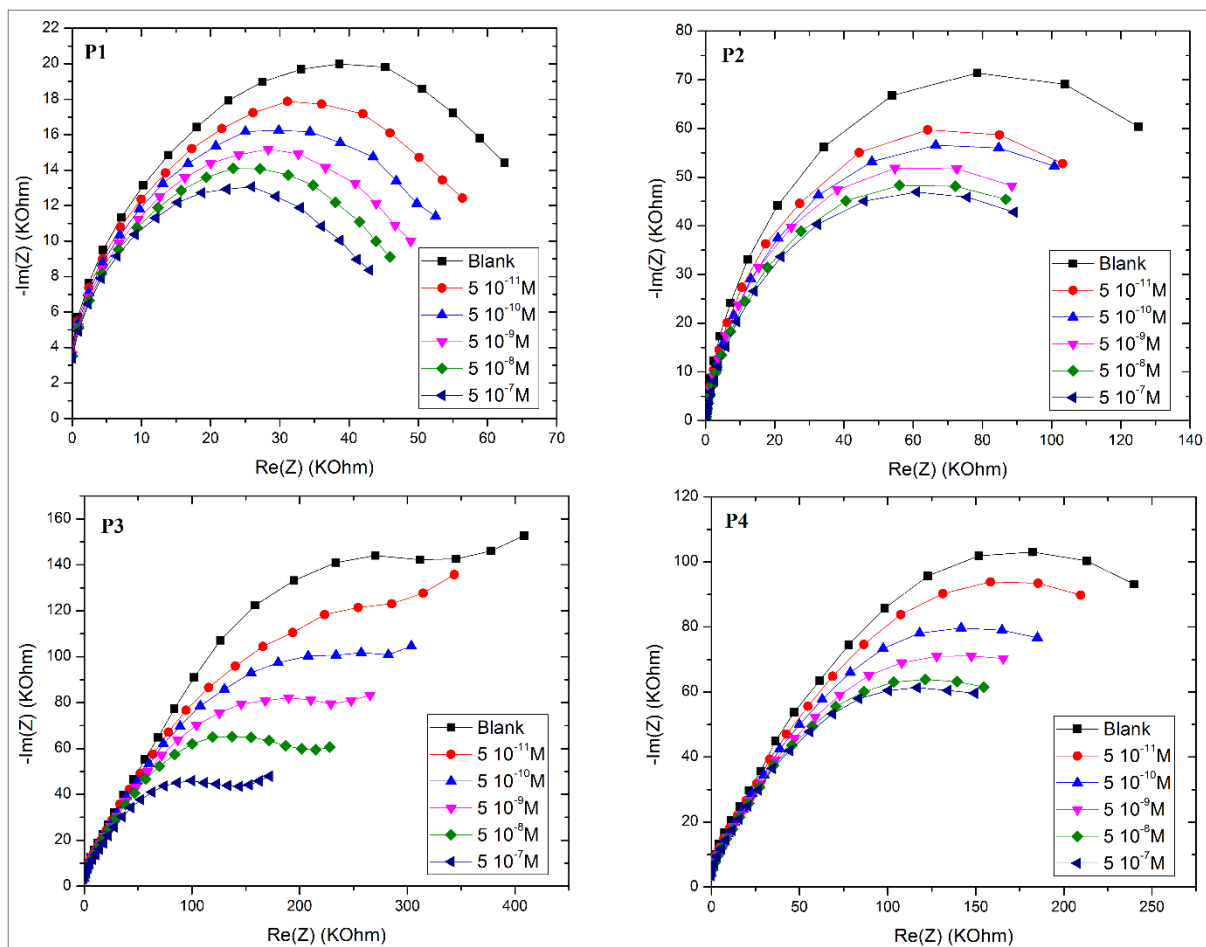 P1
20
18
16
14
12
10
8
6
4
2
0
-Im(Z) (KOhm)
0 10 20 30 40 50 60 70
Re(Z) (KOhm)
Blank
5 10⁻¹¹M
5 10⁻¹⁰M
5 10⁻⁹M
5 10⁻⁸M
5 10⁻⁷M
P2
80
70
60
50
40
30
20
10
0
-Im(Z) (KOhm)
0 20 40 60 80 100 120 140
Re(Z) (KOhm)
Blank
5 10⁻¹¹M
5 10⁻¹⁰M
5 10⁻⁹M
5 10⁻⁸M
5 10⁻⁷M
P3
160
140
120
100
80
60
40
20
0
-Im(Z) (KOhm)
0 100 200 300 400
Re(Z) (KOhm)
Blank
5 10⁻¹¹M
5 10⁻¹⁰M
5 10⁻⁹M
5 10⁻⁸M
5 10⁻⁷M
P4
120
100
80
60
40
20
0
-Im(Z) (KOhm)
0 50 100 150 200 250
Re(Z) (KOhm)
Blank
5 10⁻¹¹M
5 10⁻¹⁰M
5 10⁻⁹M
5 10⁻⁸M
5 10⁻⁷M